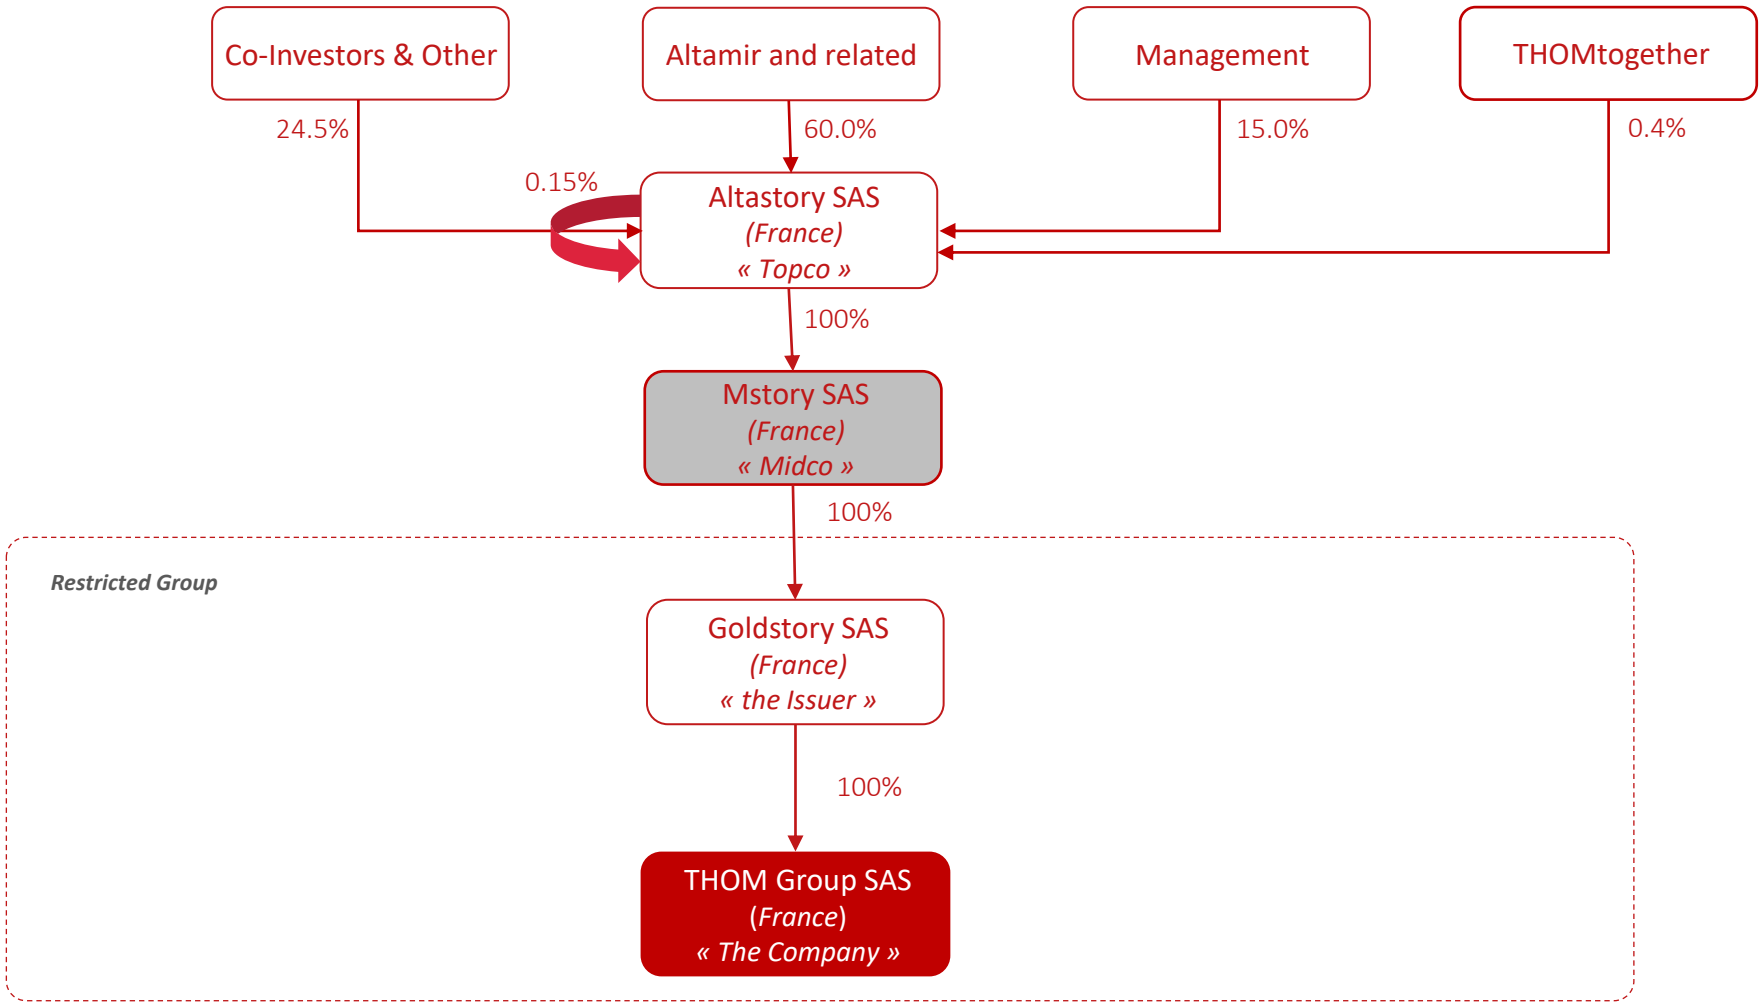 Co-Investors & Other
Altamir and related
Management
THOMtogether
24.5%
60.0%
15.0%
0.4%
0.15%
Altastory SAS
(France)
« Topco »
100%
Mstory SAS
(France)
« Midco »
100%
Restricted Group
Goldstory SAS
(France)
« the Issuer »
100%
THOM Group SAS
(France)
« The Company »